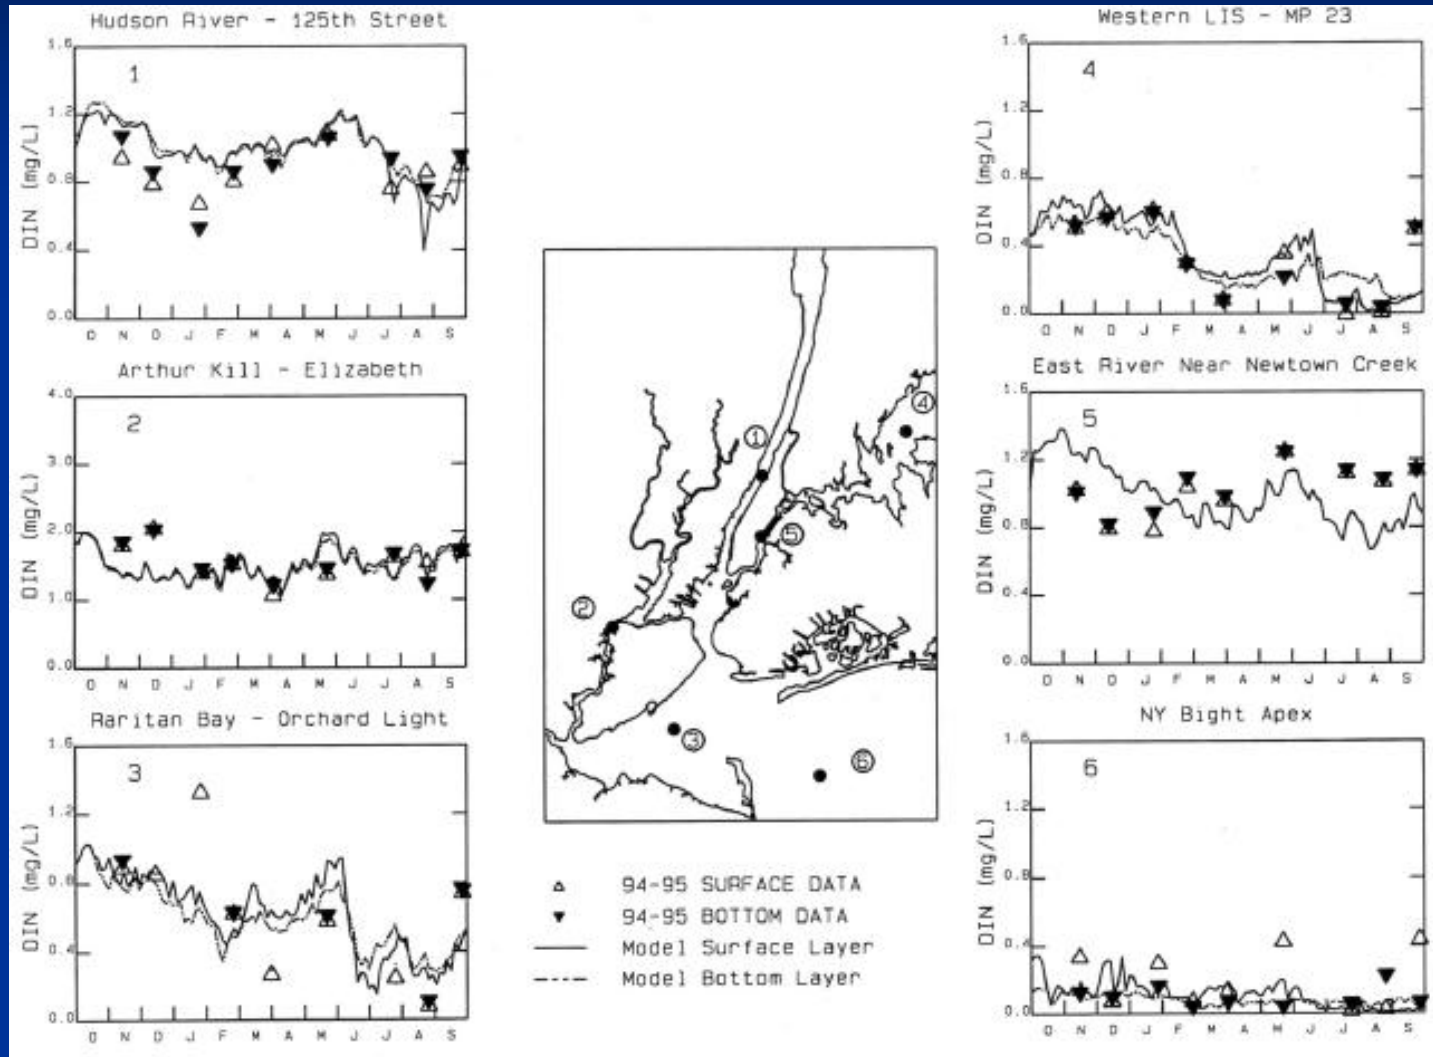 Hudson River - 125th Street
1
DIN (mg/L)
1.6
1.2
0.8
0.4
0.0
O N D J F M A M J J A S
Arthur Kill - Elizabeth
2
DIN (mg/L)
4.0
3.0
2.0
1.0
0.0
O N D J F M A M J J A S
Raritan Bay - Orchard Light
3
DIN (mg/L)
1.6
1.2
0.8
0.4
0.0
O N D J F M A M J J A S
1
2
3
4
5
6
94-95 SURFACE DATA
94-95 BOTTOM DATA
Model Surface Layer
Model Bottom Layer
Western LIS - MP 23
4
DIN (mg/L)
1.6
1.2
0.8
0.4
0.0
O N D J F M A M J J A S
East River Near Newtown Creek
5
DIN (mg/L)
1.6
1.2
0.8
0.4
0.0
O N D J F M A M J J A S
NY Bight Apex
6
DIN (mg/L)
1.6
1.2
0.8
0.4
0.0
O N D J F M A M J J A S